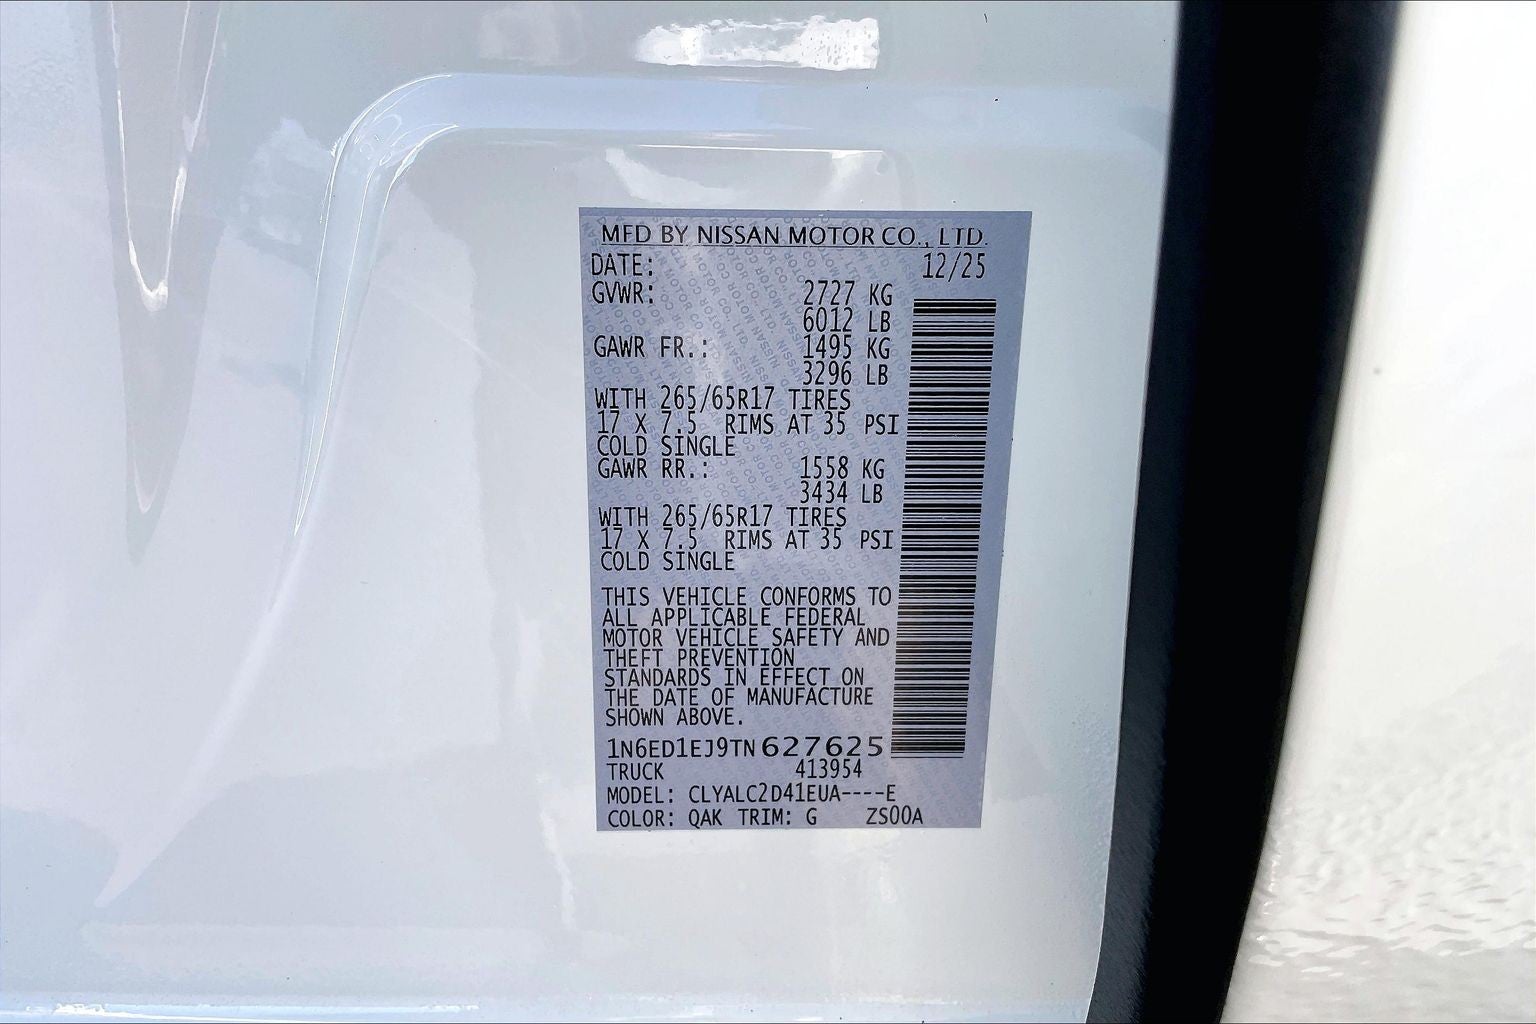 MFD BY NISSAN MOTOR CO., LTD.
DATE: 12/25
GVWR: 2727 KG
6012 LB
GAWR FR.: 1495 KG
3296 LB
WITH 265/65R17 TIRES
17 X 7.5 RIMS AT 35 PSI
COLD SINGLE
GAWR RR.: 1558 KG
3434 LB
WITH 265/65R17 TIRES
17 X 7.5 RIMS AT 35 PSI
COLD SINGLE
THIS VEHICLE CONFORMS TO
ALL APPLICABLE FEDERAL
MOTOR VEHICLE SAFETY AND
THEFT PREVENTION
STANDARDS IN EFFECT ON
THE DATE OF MANUFACTURE
SHOWN ABOVE.
1N6ED1EJ9TN627625
TRUCK 413954
MODEL: CLYALC2D41EUA----E
COLOR: QAK TRIM: G ZS00A